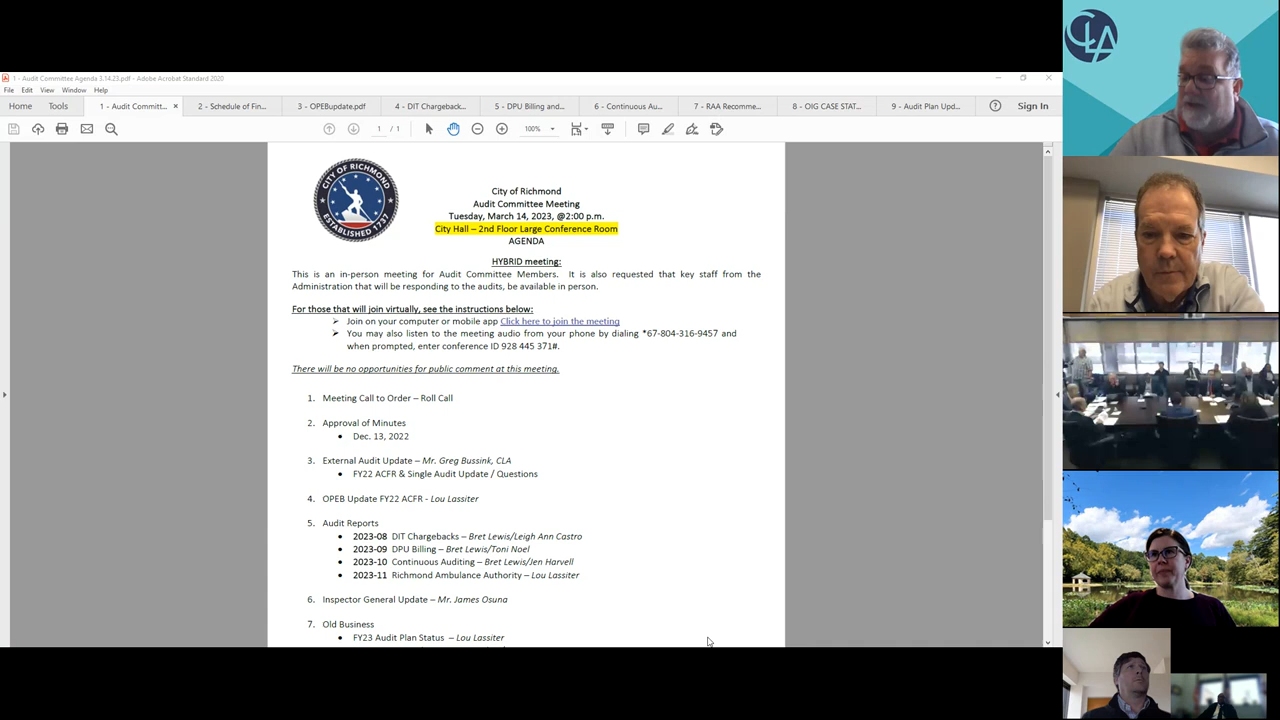 1 - Audit Committee Agenda 3.14.23.pdf - Adobe Acrobat Standard 2020
File Edit View Window Help
Home Tools 1 - Audit Committ... × 2 - Schedule of Fin... 3 - OPEBupdate.pdf 4 - DIT Chargeback... 5 - DPU Billing and... 6 - Continuous Au... 7 - RAA Recomme... 8 - OIG CASE STAT... 9 - Audit Plan Upd... Sign In
1 / 1 100%
CLA
CITY OF RICHMOND
ESTABLISHED 1737
City of Richmond
Audit Committee Meeting
Tuesday, March 14, 2023, @2:00 p.m.
City Hall – 2nd Floor Large Conference Room
AGENDA
HYBRID meeting:
This is an in-person meeting for Audit Committee Members. It is also requested that key staff from the
Administration that will be responding to the audits, be available in person.
For those that will join virtually, see the instructions below:
➢ Join on your computer or mobile app Click here to join the meeting
➢ You may also listen to the meeting audio from your phone by dialing *67-804-316-9457 and
when prompted, enter conference ID 928 445 371#.
There will be no opportunities for public comment at this meeting.
1. Meeting Call to Order – Roll Call
2. Approval of Minutes
• Dec. 13, 2022
3. External Audit Update – Mr. Greg Bussink, CLA
• FY22 ACFR & Single Audit Update / Questions
4. OPEB Update FY22 ACFR - Lou Lassiter
5. Audit Reports
• 2023-08 DIT Chargebacks – Bret Lewis/Leigh Ann Castro
• 2023-09 DPU Billing – Bret Lewis/Toni Noel
• 2023-10 Continuous Auditing – Bret Lewis/Jen Harvell
• 2023-11 Richmond Ambulance Authority – Lou Lassiter
6. Inspector General Update – Mr. James Osuna
7. Old Business
• FY23 Audit Plan Status – Lou Lassiter